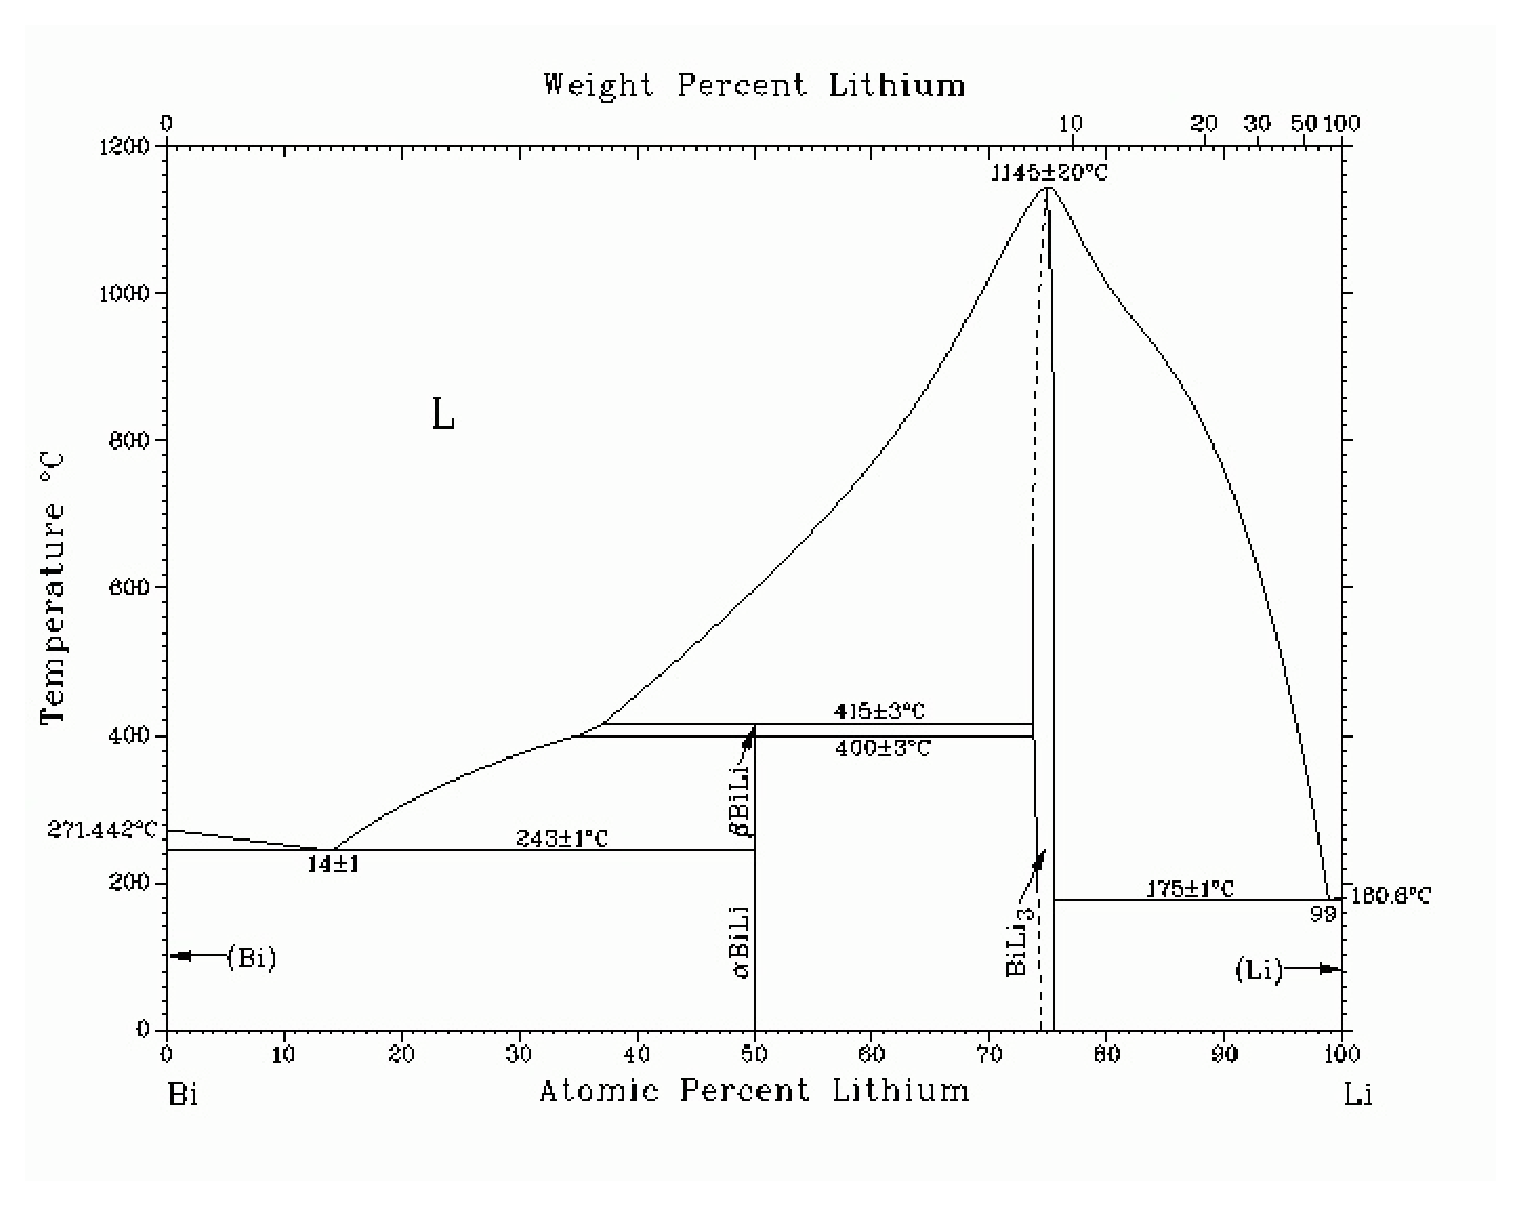 Weight Percent Lithium
0 10 20 30 50 100
1200
1145±20°C
1000
L
800
Temperature °C
600
415±3°C
400
400±3°C
βBiLi
271.442°C
243±1°C
14±1
200
175±1°C
180.6°C
99
BiLi3
αBiLi
(Bi)
(Li)
0
0 10 20 30 40 50 60 70 80 90 100
Bi
Atomic Percent Lithium
Li